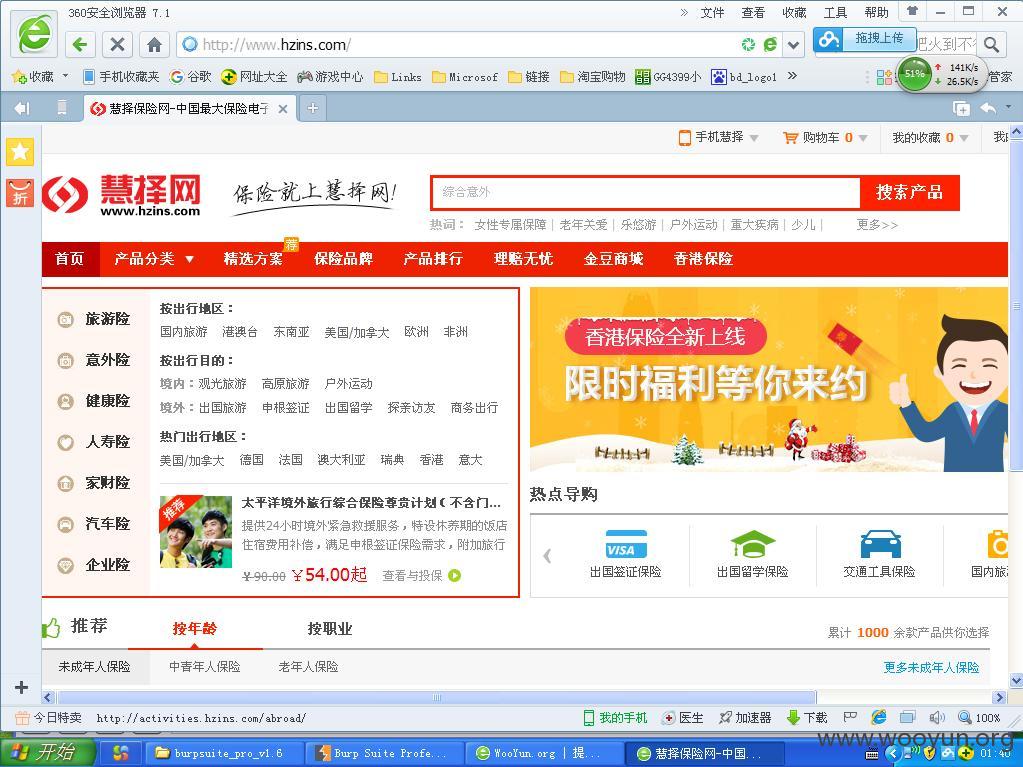 360安全浏览器 7.1
» 文件 查看 收藏 工具 帮助
http://www.hzins.com/
拖拽上传
收藏 手机收藏夹 谷歌 网址大全 游戏中心 Links Microsof 链接 淘宝购物 GG4399小 bd_logo1 »
51% 141K/s
26.5K/s
管家
慧择保险网-中国最大保险电子
折
手机慧择 购物车 0 我的收藏 0
慧择网
www.hzins.com
保险就上慧择网!
综合意外
搜索产品
热词： 女性专属保障 | 老年关爱 | 乐悠游 | 户外运动 | 重大疾病 | 少儿 | 更多>>
荐
首页 产品分类 精选方案 保险品牌 产品排行 理赔无忧 金豆商城 香港保险
旅游险
意外险
健康险
人寿险
家财险
汽车险
企业险
按出行地区：
国内旅游 港澳台 东南亚 美国/加拿大 欧洲 非洲
按出行目的：
境内：观光旅游 高原旅游 户外运动
境外：出国旅游 申根签证 出国留学 探亲访友 商务出行
热门出行地区：
美国/加拿大 德国 法国 澳大利亚 瑞典 香港 意大
推荐
太平洋境外旅行综合保险尊贵计划（不含门...
提供24小时境外紧急救援服务，特设休养期的饭店
住宿费用补偿，满足申根签证保险需求，附加旅行
￥90.00 ￥54.00起 查看与投保
香港保险全新上线
限时福利等你来约
热点导购
VISA
出国签证保险 出国留学保险 交通工具保险 国内旅
推荐 按年龄 按职业
累计 1000 余款产品供你选择
未成年人保险 中青年人保险 老年人保险
更多未成年人保险
今日特卖 http://activities.hzins.com/abroad/
我的手机 医生 加速器 下载 100%
开始 burpsuite_pro_v1.6 Burp Suite Profe... WooYun.org | 提... 慧择保险网-中国...
01:40
www.wooyun.org